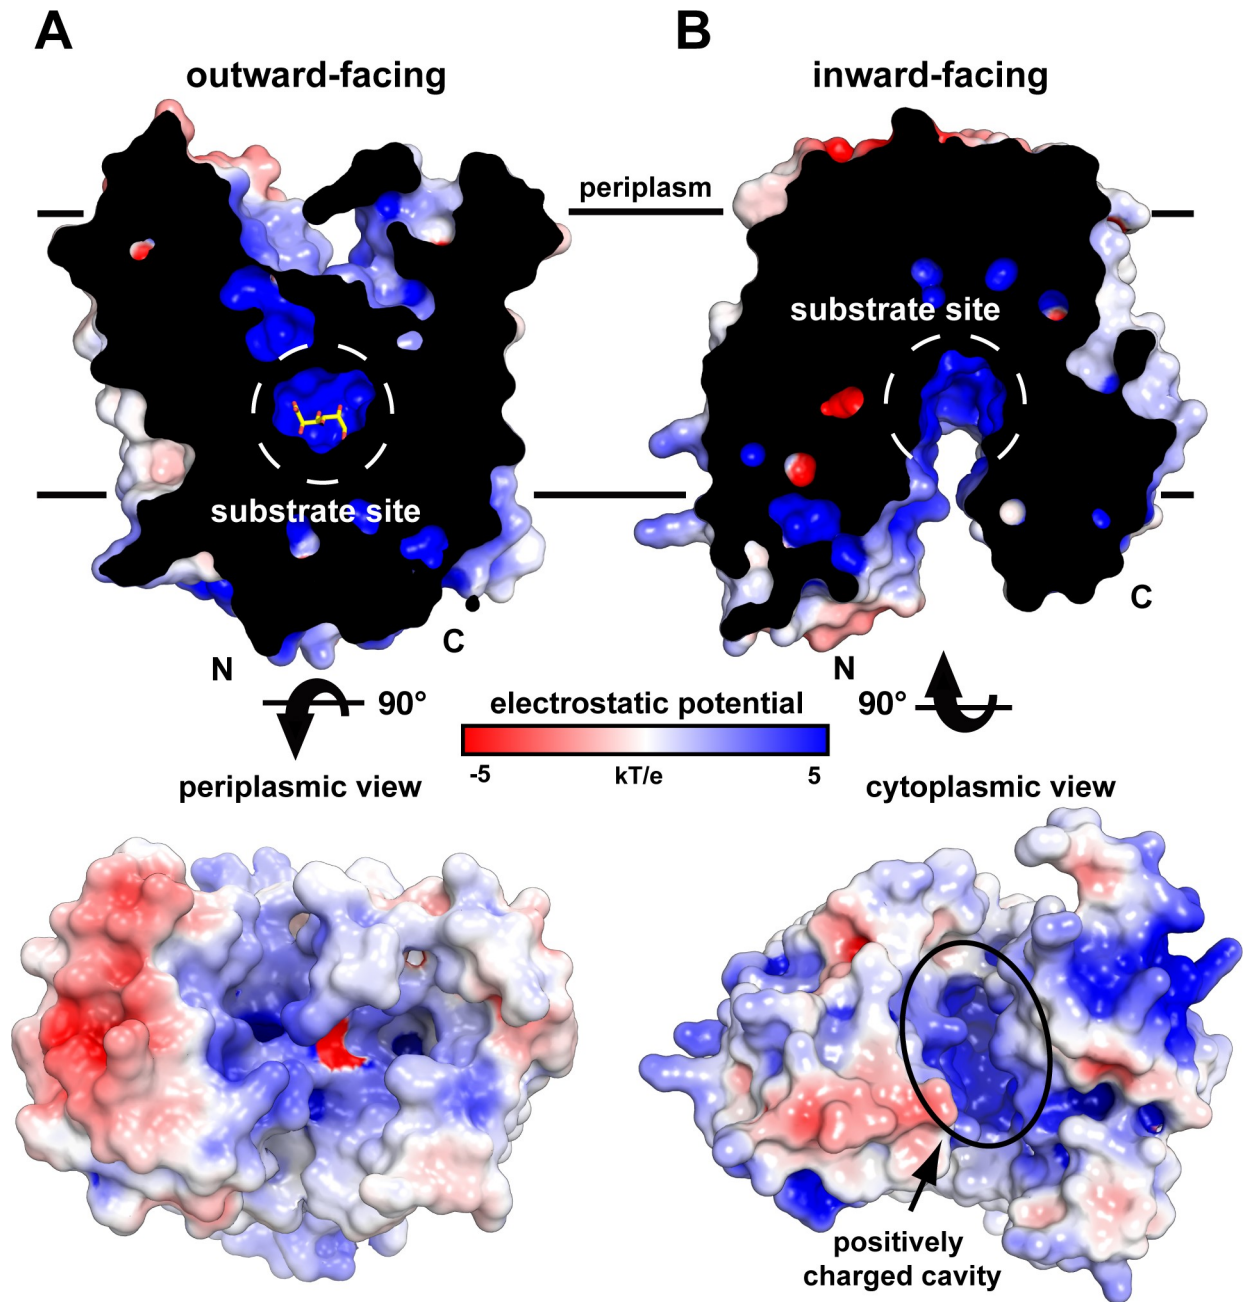 A
B
outward-facing
inward-facing
periplasm
substrate site
substrate site
C
C
N
N
90°
electrostatic potential
90°
-5
kT/e
5
periplasmic view
cytoplasmic view
positively
charged cavity